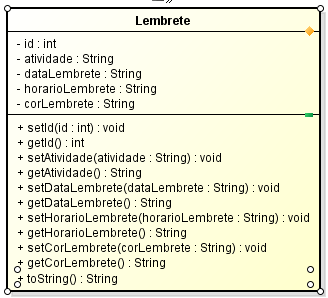 Lembrete
- id : int
- atividade : String
- dataLembrete : String
- horarioLembrete : String
- corLembrete : String
+ setId(id : int) : void
+ getId() : int
+ setAtividade(atividade : String) : void
+ getAtividade() : String
+ setDataLembrete(dataLembrete : String) : void
+ getDataLembrete() : String
+ setHorarioLembrete(horarioLembrete : String) : void
+ getHorarioLembrete() : String
+ setCorLembrete(corLembrete : String) : void
+ getCorLembrete() : String
+ toString() : String